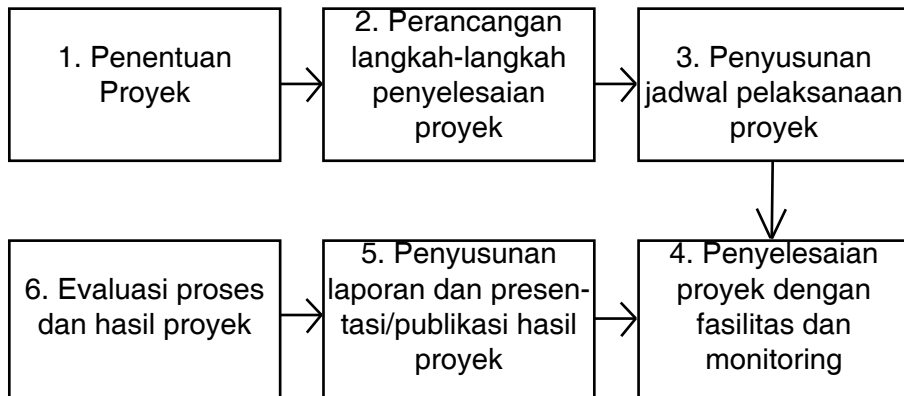 1. Penentuan
Proyek
2. Perancangan
langkah-langkah
penyelesaian
proyek
3. Penyusunan
jadwal pelaksanaan
proyek
6. Evaluasi proses
dan hasil proyek
5. Penyusunan
laporan dan presen-
tasi/publikasi hasil
proyek
4. Penyelesaian
proyek dengan
fasilitas dan
monitoring